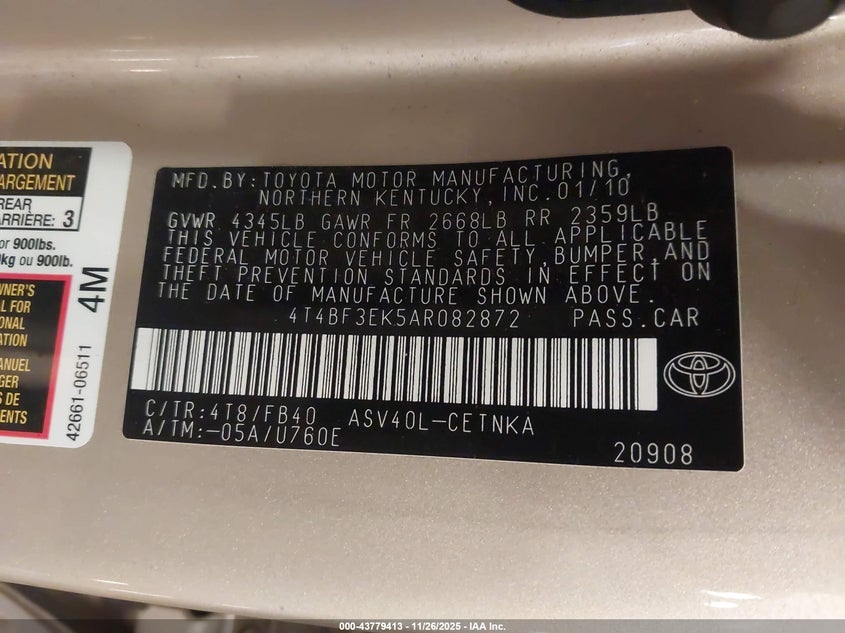 ATION
ARGEMENT
REAR
ARRIÈRE: 3
or 900lbs.
kg ou 900lb.
WNER'S
L FOR
ONAL
ATION
ANUEL
GER
S DE
MENTS
4M
42661-06511
MFD.BY:TOYOTA MOTOR MANUFACTURING,
NORTHERN KENTUCKY,INC.01/10
GVWR 4345LB GAWR FR 2668LB RR 2359LB
THIS VEHICLE CONFORMS TO ALL APPLICABLE
FEDERAL MOTOR VEHICLE SAFETY,BUMPER,AND
THEFT PREVENTION STANDARDS IN EFFECT ON
THE DATE OF MANUFACTURE SHOWN ABOVE.
4T4BF3EK5AR082872 PASS.CAR
C/TR:4T8/FB40 ASV40L-CETNKA
A/TM:-05A/U760E
20908
000-43779413 - 11/26/2025 - IAA Inc.